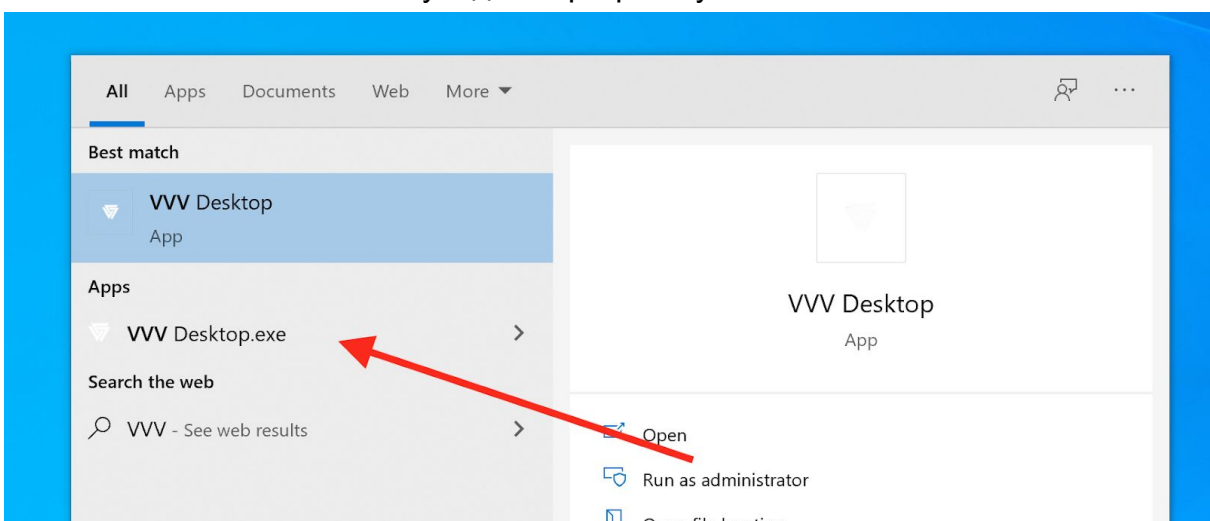 All Apps Documents Web More
Best match
VVV Desktop
App
Apps
VVV Desktop.exe
Search the web
VVV - See web results
VVV Desktop
App
Open
Run as administrator